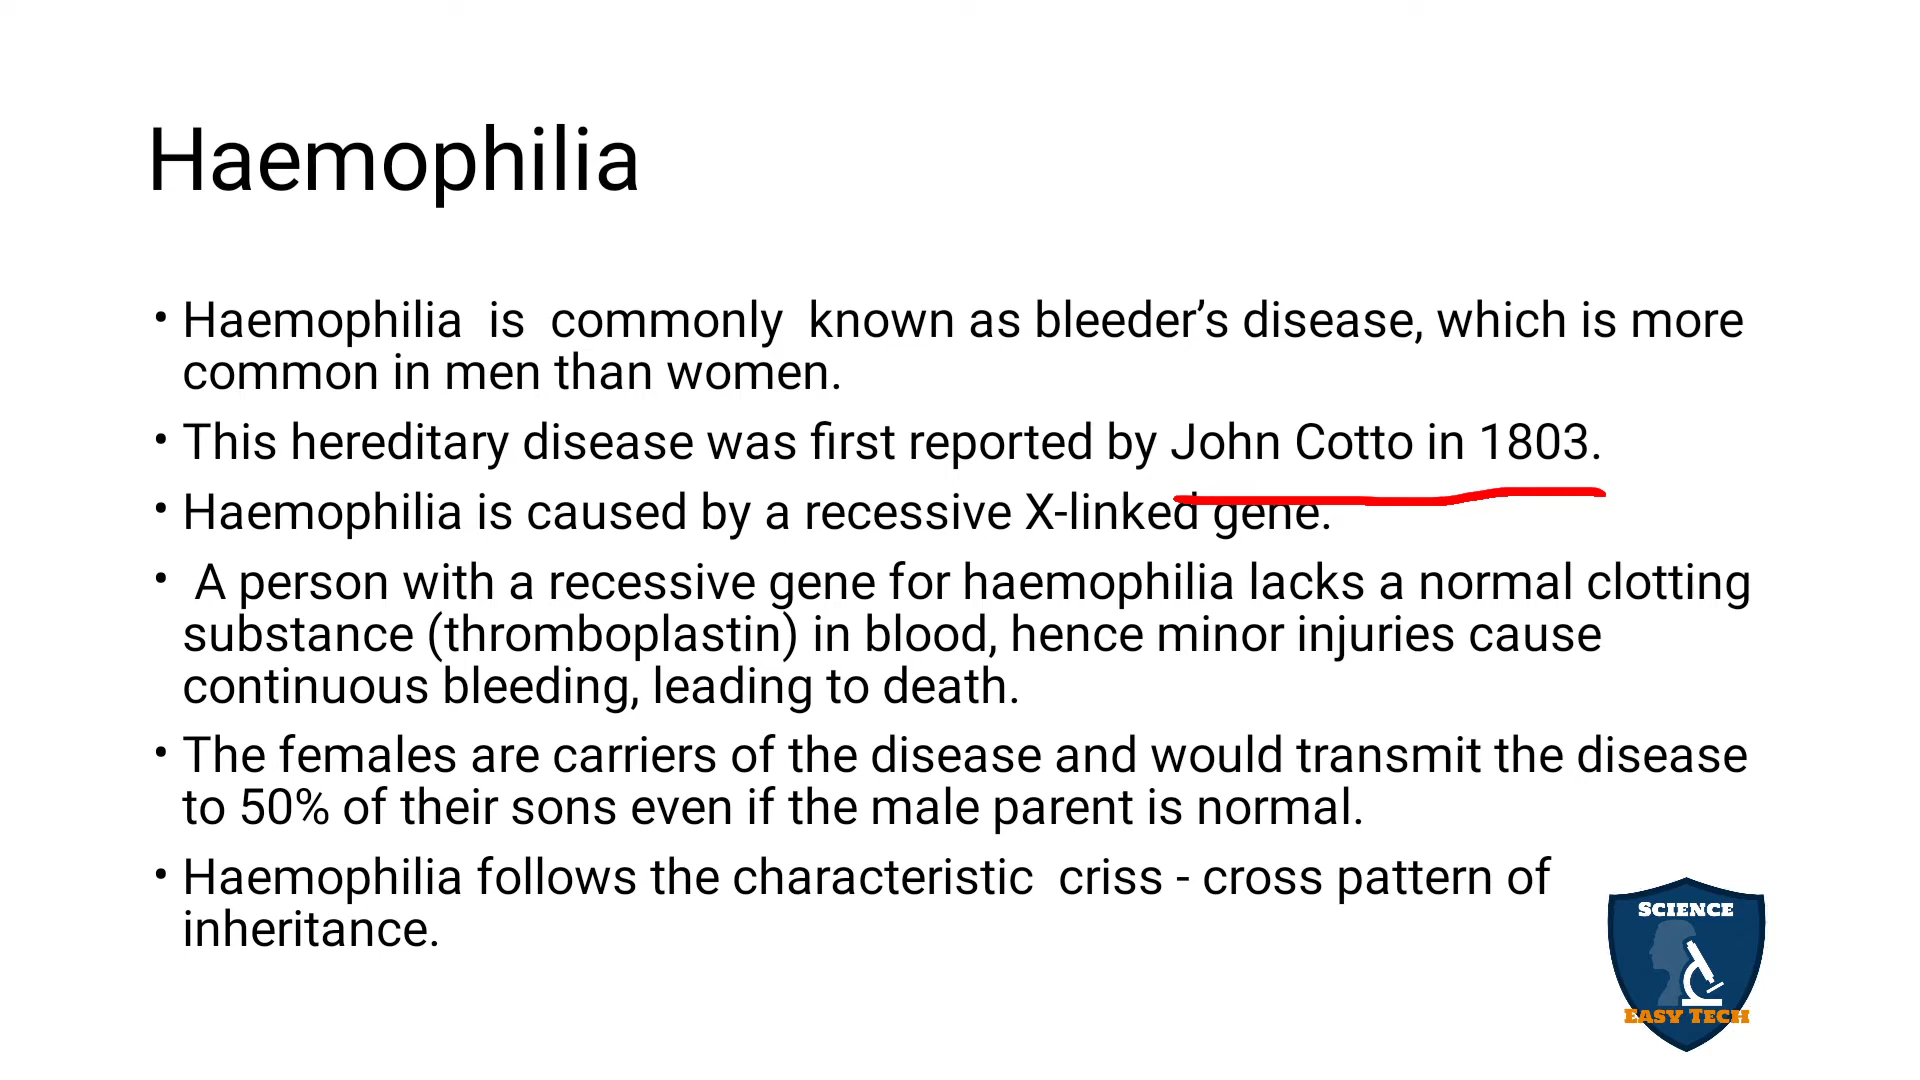 Haemophilia
• Haemophilia is commonly known as bleeder’s disease, which is more
common in men than women.
• This hereditary disease was first reported by John Cotto in 1803.
• Haemophilia is caused by a recessive X-linked gene.
• A person with a recessive gene for haemophilia lacks a normal clotting
substance (thromboplastin) in blood, hence minor injuries cause
continuous bleeding, leading to death.
• The females are carriers of the disease and would transmit the disease
to 50% of their sons even if the male parent is normal.
• Haemophilia follows the characteristic criss - cross pattern of
inheritance.
SCIENCE
EASY TECH